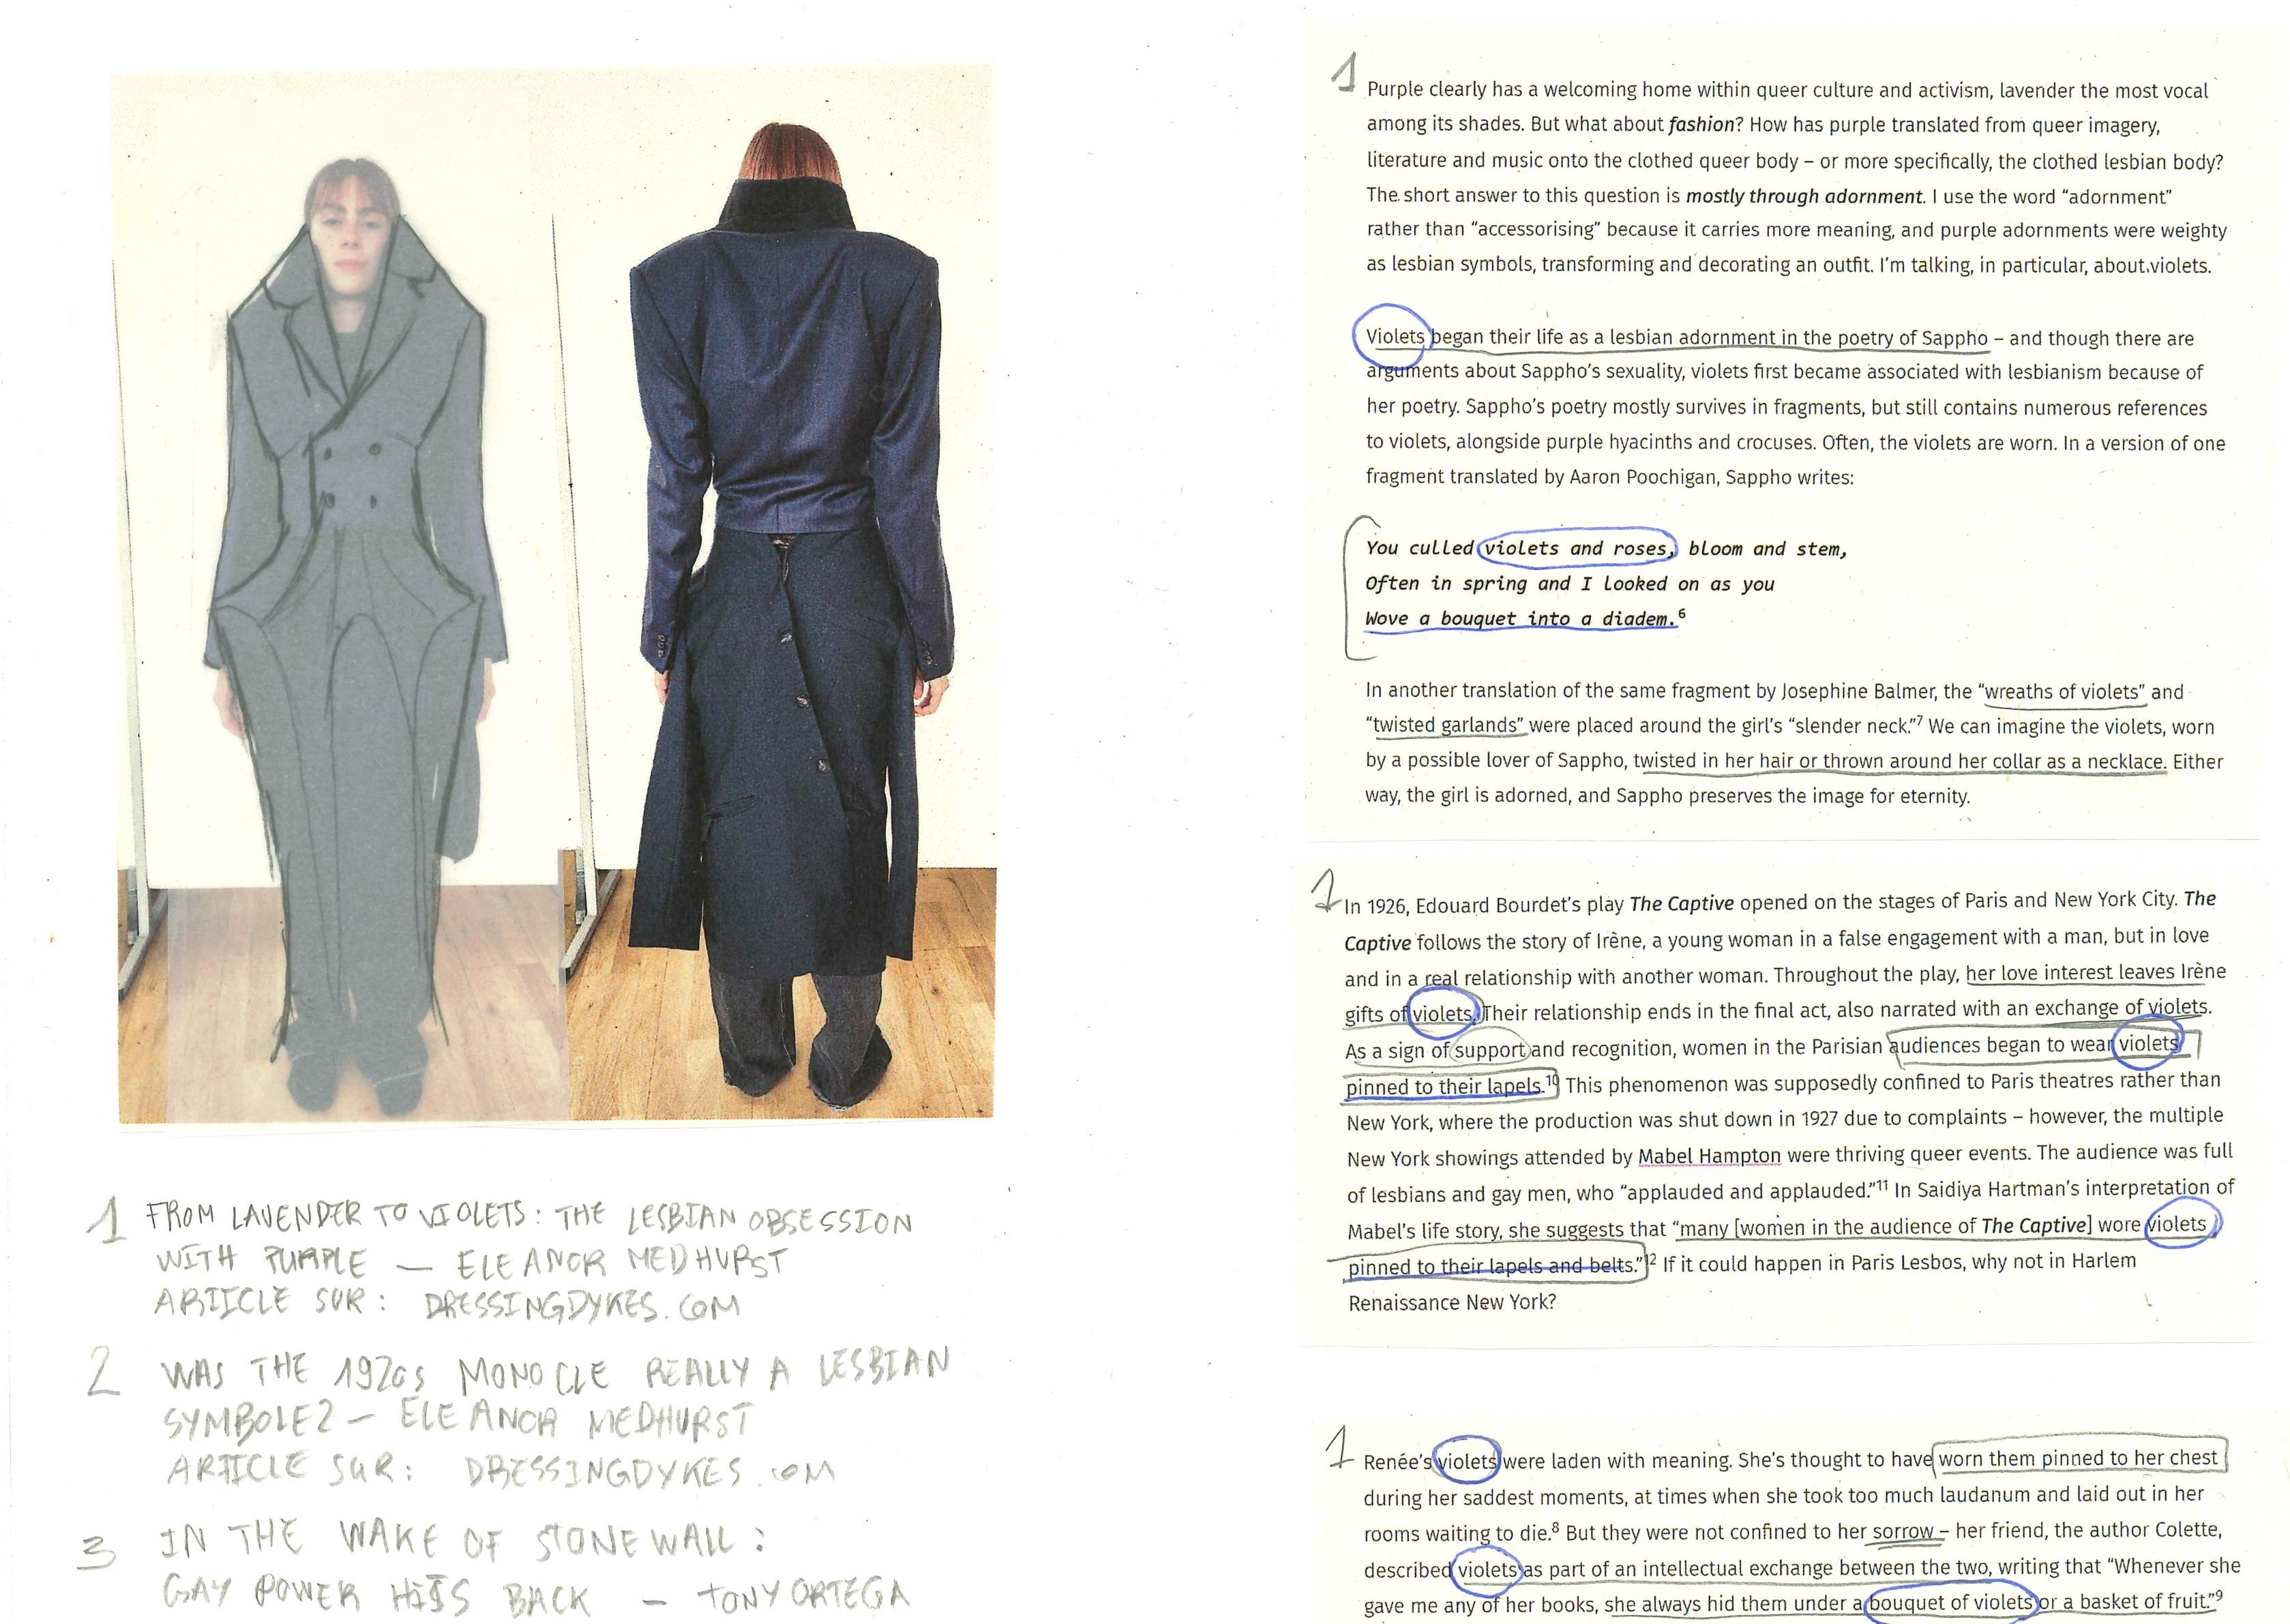 1 FROM LAVENDER TO VIOLETS: THE LESBIAN OBSESSION
WITH PURPLE — ELEANOR MEDHURST
ARTICLE SUR: DRESSINGDYKES.COM
2 WAS THE 1920s MONOCLE REALLY A LESBIAN
SYMBOLE? — ELEANOR MEDHURST
ARTICLE SUR: DRESSINGDYKES.COM
3 IN THE WAKE OF STONEWALL:
GAY POWER HITS BACK — TONY ORTEGA
1
Purple clearly has a welcoming home within queer culture and activism, lavender the most vocal
among its shades. But what about fashion? How has purple translated from queer imagery,
literature and music onto the clothed queer body – or more specifically, the clothed lesbian body?
The short answer to this question is mostly through adornment. I use the word “adornment”
rather than “accessorising” because it carries more meaning, and purple adornments were weighty
as lesbian symbols, transforming and decorating an outfit. I’m talking, in particular, about violets.
Violets began their life as a lesbian adornment in the poetry of Sappho – and though there are
arguments about Sappho’s sexuality, violets first became associated with lesbianism because of
her poetry. Sappho’s poetry mostly survives in fragments, but still contains numerous references
to violets, alongside purple hyacinths and crocuses. Often, the violets are worn. In a version of one
fragment translated by Aaron Poochigan, Sappho writes:
You culled violets and roses, bloom and stem,
Often in spring and I looked on as you
Wove a bouquet into a diadem.6
In another translation of the same fragment by Josephine Balmer, the “wreaths of violets” and
“twisted garlands” were placed around the girl’s “slender neck.”7 We can imagine the violets, worn
by a possible lover of Sappho, twisted in her hair or thrown around her collar as a necklace. Either
way, the girl is adorned, and Sappho preserves the image for eternity.
1
In 1926, Edouard Bourdet’s play The Captive opened on the stages of Paris and New York City. The
Captive follows the story of Irène, a young woman in a false engagement with a man, but in love
and in a real relationship with another woman. Throughout the play, her love interest leaves Irène
gifts of violets. Their relationship ends in the final act, also narrated with an exchange of violets.
As a sign of support and recognition, women in the Parisian audiences began to wear violets
pinned to their lapels.10 This phenomenon was supposedly confined to Paris theatres rather than
New York, where the production was shut down in 1927 due to complaints – however, the multiple
New York showings attended by Mabel Hampton were thriving queer events. The audience was full
of lesbians and gay men, who “applauded and applauded.”11 In Saidiya Hartman’s interpretation of
Mabel’s life story, she suggests that “many [women in the audience of The Captive] wore violets
pinned to their lapels and belts.”12 If it could happen in Paris Lesbos, why not in Harlem
Renaissance New York?
1
Renée’s violets were laden with meaning. She’s thought to have worn them pinned to her chest
during her saddest moments, at times when she took too much laudanum and laid out in her
rooms waiting to die.8 But they were not confined to her sorrow – her friend, the author Colette,
described violets as part of an intellectual exchange between the two, writing that “Whenever she
gave me any of her books, she always hid them under a bouquet of violets or a basket of fruit.”9